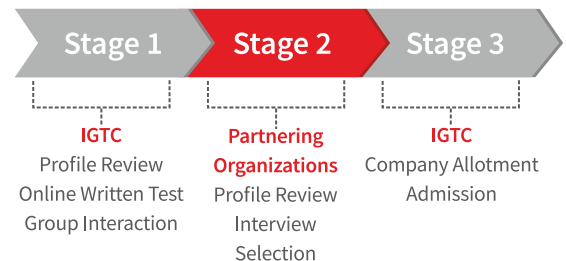 Stage 1
Stage 2
Stage 3
IGTC
Profile Review
Online Written Test
Group Interaction
Partnering
Organizations
Profile Review
Interview
Selection
IGTC
Company Allotment
Admission